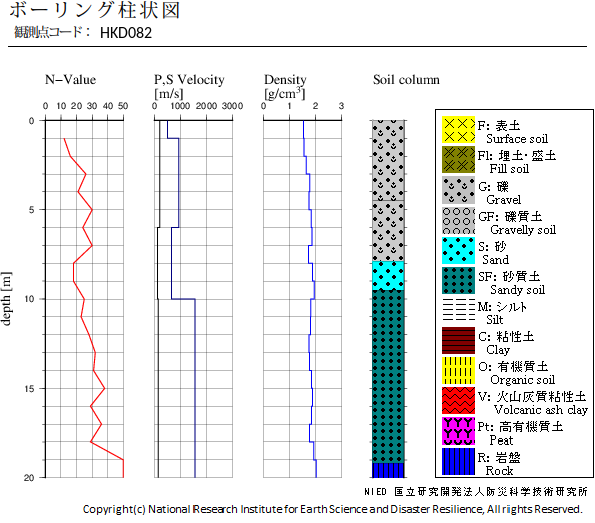 ボーリング柱状図
観測点コード： HKD082
N−Value
P,S Velocity
[m/s]
Density
[g/cm³]
Soil column
0 10 20 30 40 50
0 1000 2000 3000
0 1 2 3
0
5
10
15
20
depth [m]
F: 表土
Surface soil
Fl: 埋土・盛土
Fill soil
G: 礫
Gravel
GF: 礫質土
Gravelly soil
S: 砂
Sand
SF: 砂質土
Sandy soil
M: シルト
Silt
C: 粘性土
Clay
O: 有機質土
Organic soil
V: 火山灰質粘性土
Volcanic ash clay
Pt: 高有機質土
Peat
R: 岩盤
Rock
NIED 国立研究開発法人防災科学技術研究所
Copyright(c) National Research Institute for Earth Science and Disaster Resilience, All rights Reserved.